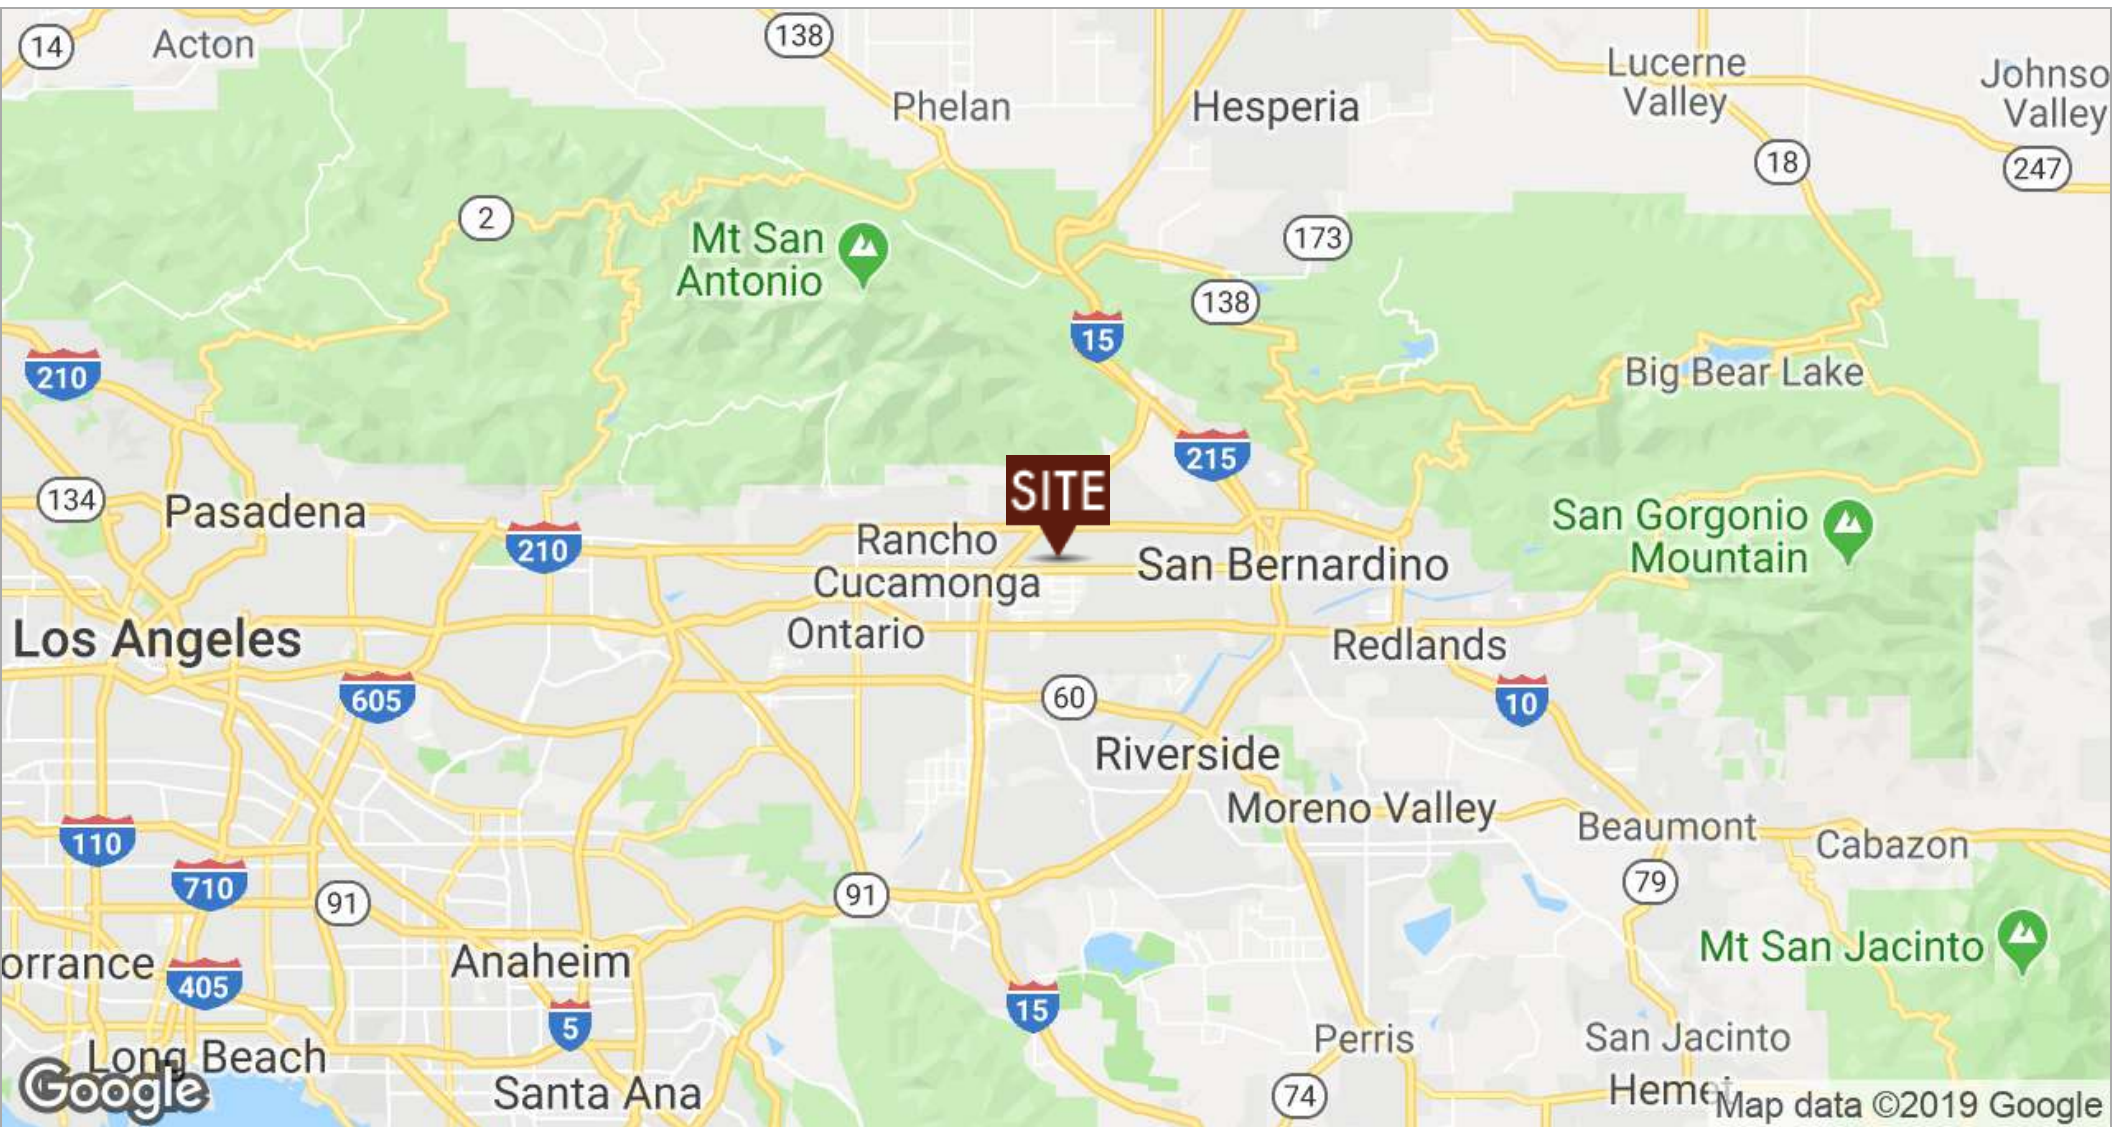 14
Acton
138
Phelan
Hesperia
Lucerne
Valley
Johnso
Valley
18
247
2
Mt San
Antonio
173
138
15
210
Big Bear Lake
215
SITE
134
Pasadena
210
Rancho
Cucamonga
San Bernardino
San Gorgonio
Mountain
Los Angeles
Ontario
Redlands
605
60
10
Riverside
Moreno Valley
110
Beaumont
Cabazon
710
91
91
79
orrance
405
Anaheim
Mt San Jacinto
5
15
Long Beach
Perris
San Jacinto
Google
Santa Ana
74
Hemet
Map data ©2019 Google